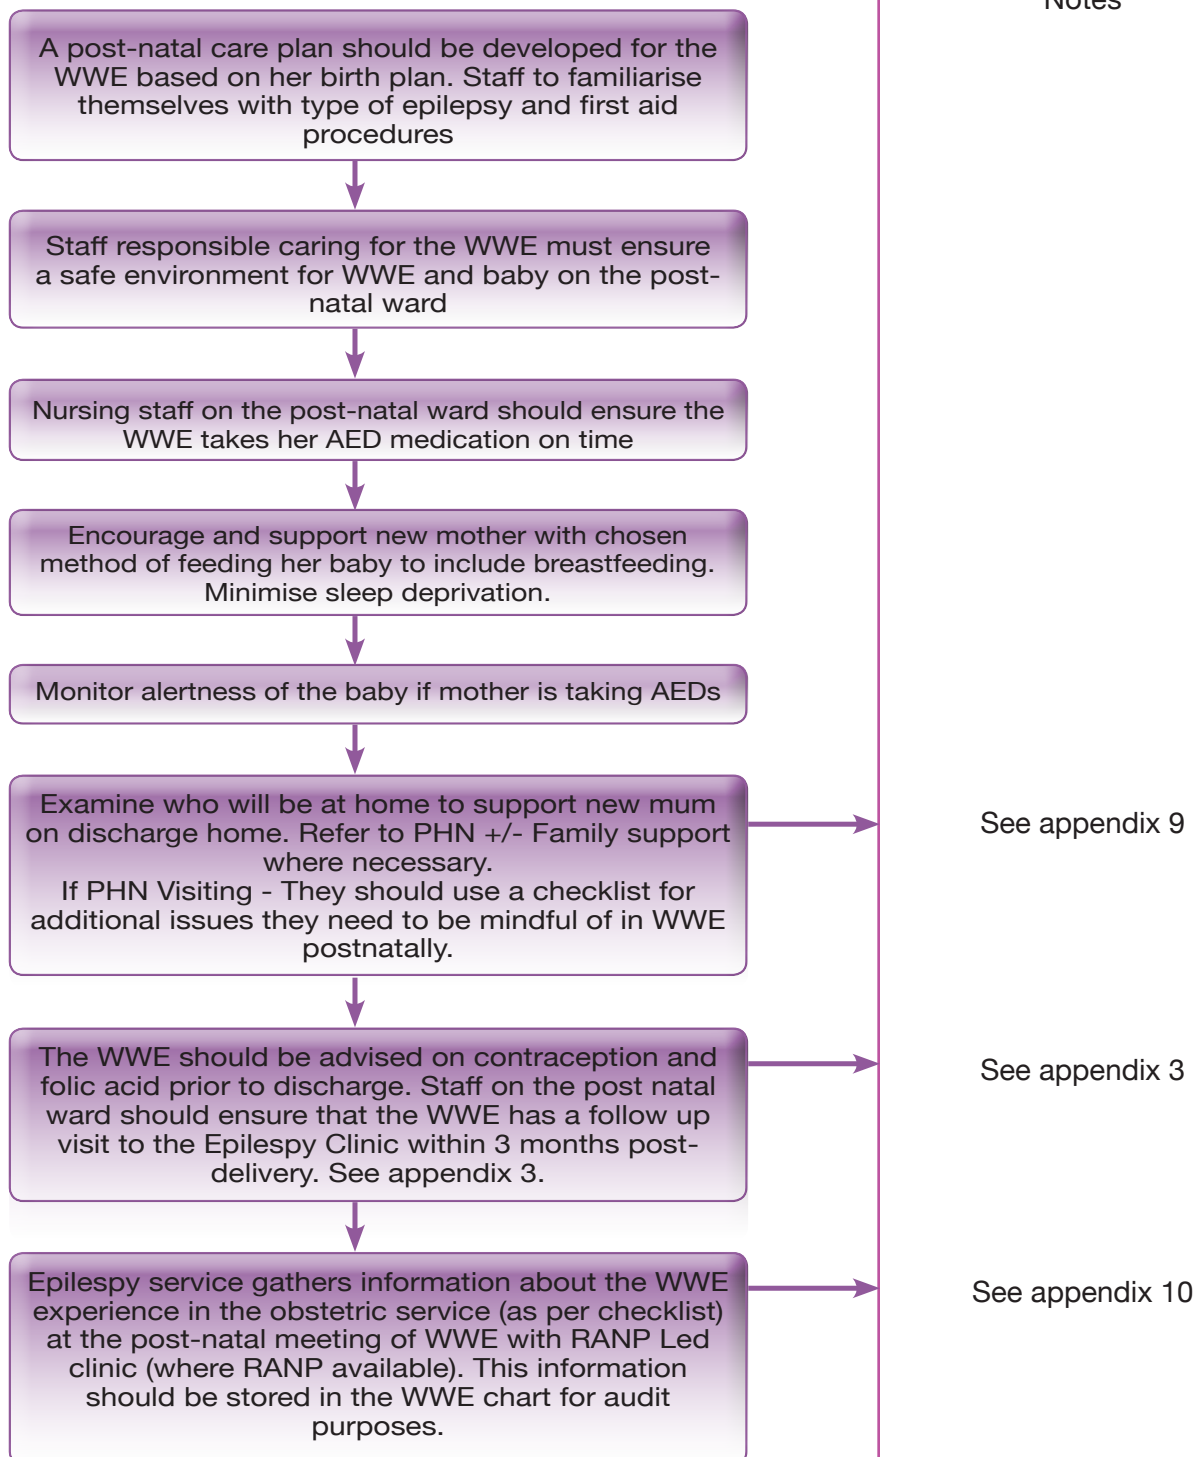 Notes
A post-natal care plan should be developed for the
WWE based on her birth plan. Staff to familiarise
themselves with type of epilepsy and first aid
procedures
Staff responsible caring for the WWE must ensure
a safe environment for WWE and baby on the post-
natal ward
Nursing staff on the post-natal ward should ensure the
WWE takes her AED medication on time
Encourage and support new mother with chosen
method of feeding her baby to include breastfeeding.
Minimise sleep deprivation.
Monitor alertness of the baby if mother is taking AEDs
Examine who will be at home to support new mum
on discharge home. Refer to PHN +/- Family support
where necessary.
If PHN Visiting - They should use a checklist for
additional issues they need to be mindful of in WWE
postnatally.
See appendix 9
The WWE should be advised on contraception and
folic acid prior to discharge. Staff on the post natal
ward should ensure that the WWE has a follow up
visit to the Epilespy Clinic within 3 months post-
delivery. See appendix 3.
See appendix 3
Epilespy service gathers information about the WWE
experience in the obstetric service (as per checklist)
at the post-natal meeting of WWE with RANP Led
clinic (where RANP available). This information
should be stored in the WWE chart for audit
purposes.
See appendix 10